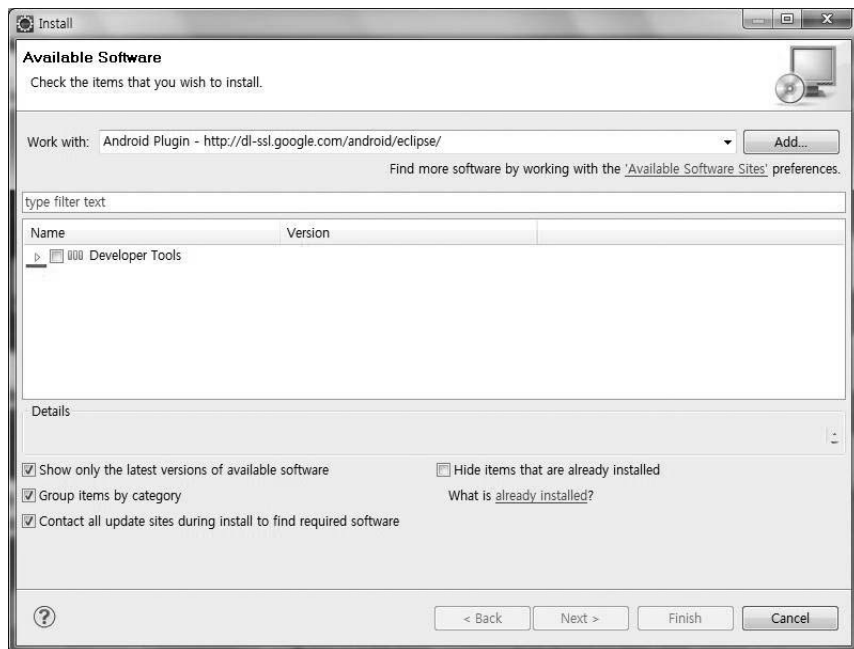 Install
Available Software
Check the items that you wish to install.
Work with: Android Plugin - http://dl-ssl.google.com/android/eclipse/ Add...
Find more software by working with the 'Available Software Sites' preferences.
type filter text
Name Version
Developer Tools
Details
Show only the latest versions of available software Hide items that are already installed
Group items by category What is already installed?
Contact all update sites during install to find required software
? < Back Next > Finish Cancel